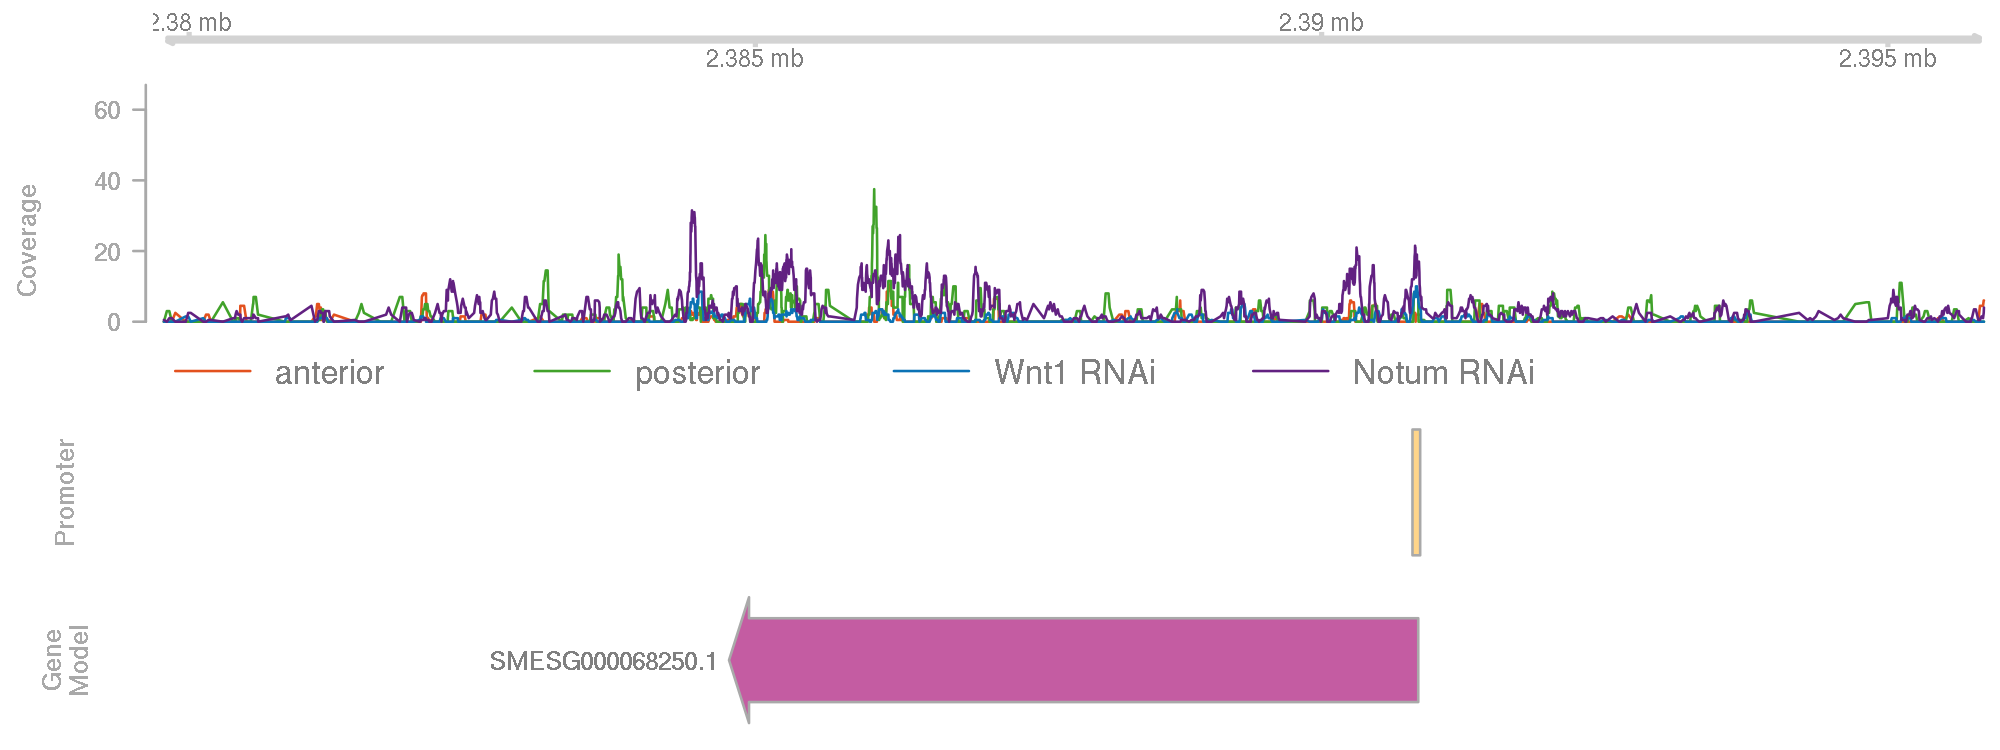 2.38 mb
2.39 mb
2.385 mb
2.395 mb
Coverage
60
40
20
0
anterior
posterior
Wnt1 RNAi
Notum RNAi
Promoter
0
Gene
Model
SMESG000068250.1